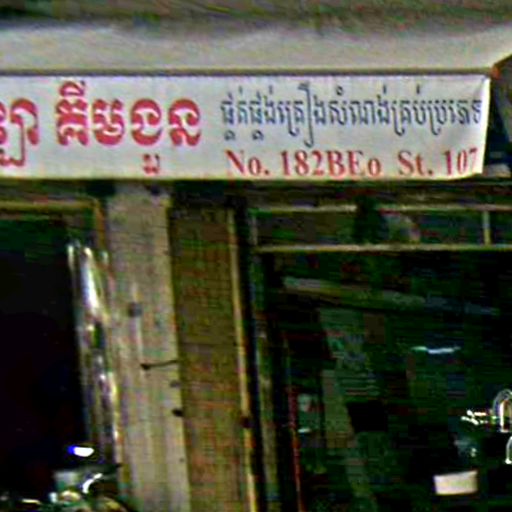 គីមងួន ផ្គត់ផ្គង់គ្រឿងសំណង់គ្រប់ប្រភេទ
No. 182BEo St. 107